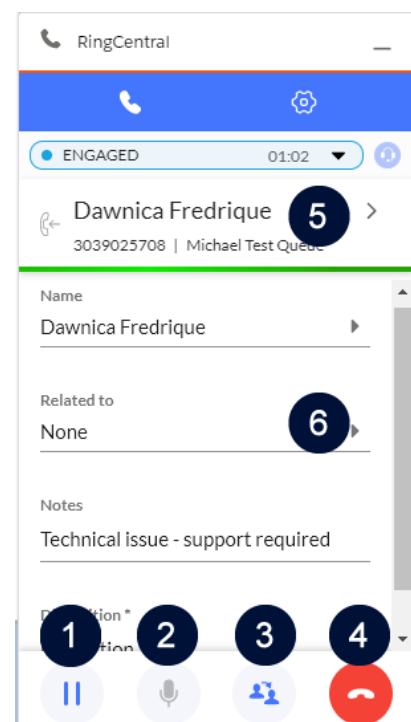 RingCentral
ENGAGED 01:02
Dawnica Fredrique 5
3039025708 | Michael Test Queue
Name
Dawnica Fredrique
Related to
None 6
Notes
Technical issue - support required
1 2 3 4